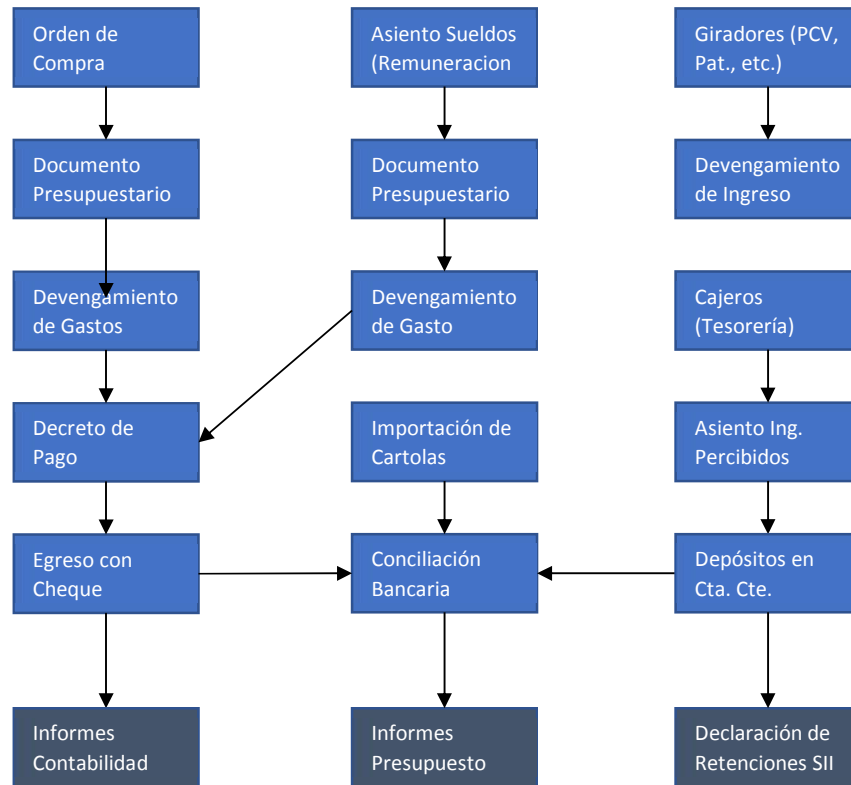 Orden de
Compra
Asiento Sueldos
(Remuneracion
Giradores (PCV,
Pat., etc.)
Documento
Presupuestario
Documento
Presupuestario
Devengamiento
de Ingreso
Devengamiento
de Gastos
Devengamiento
de Gasto
Cajeros
(Tesorería)
Decreto de
Pago
Importación de
Cartolas
Asiento Ing.
Percibidos
Egreso con
Cheque
Conciliación
Bancaria
Depósitos en
Cta. Cte.
Informes
Contabilidad
Informes
Presupuesto
Declaración de
Retenciones SII